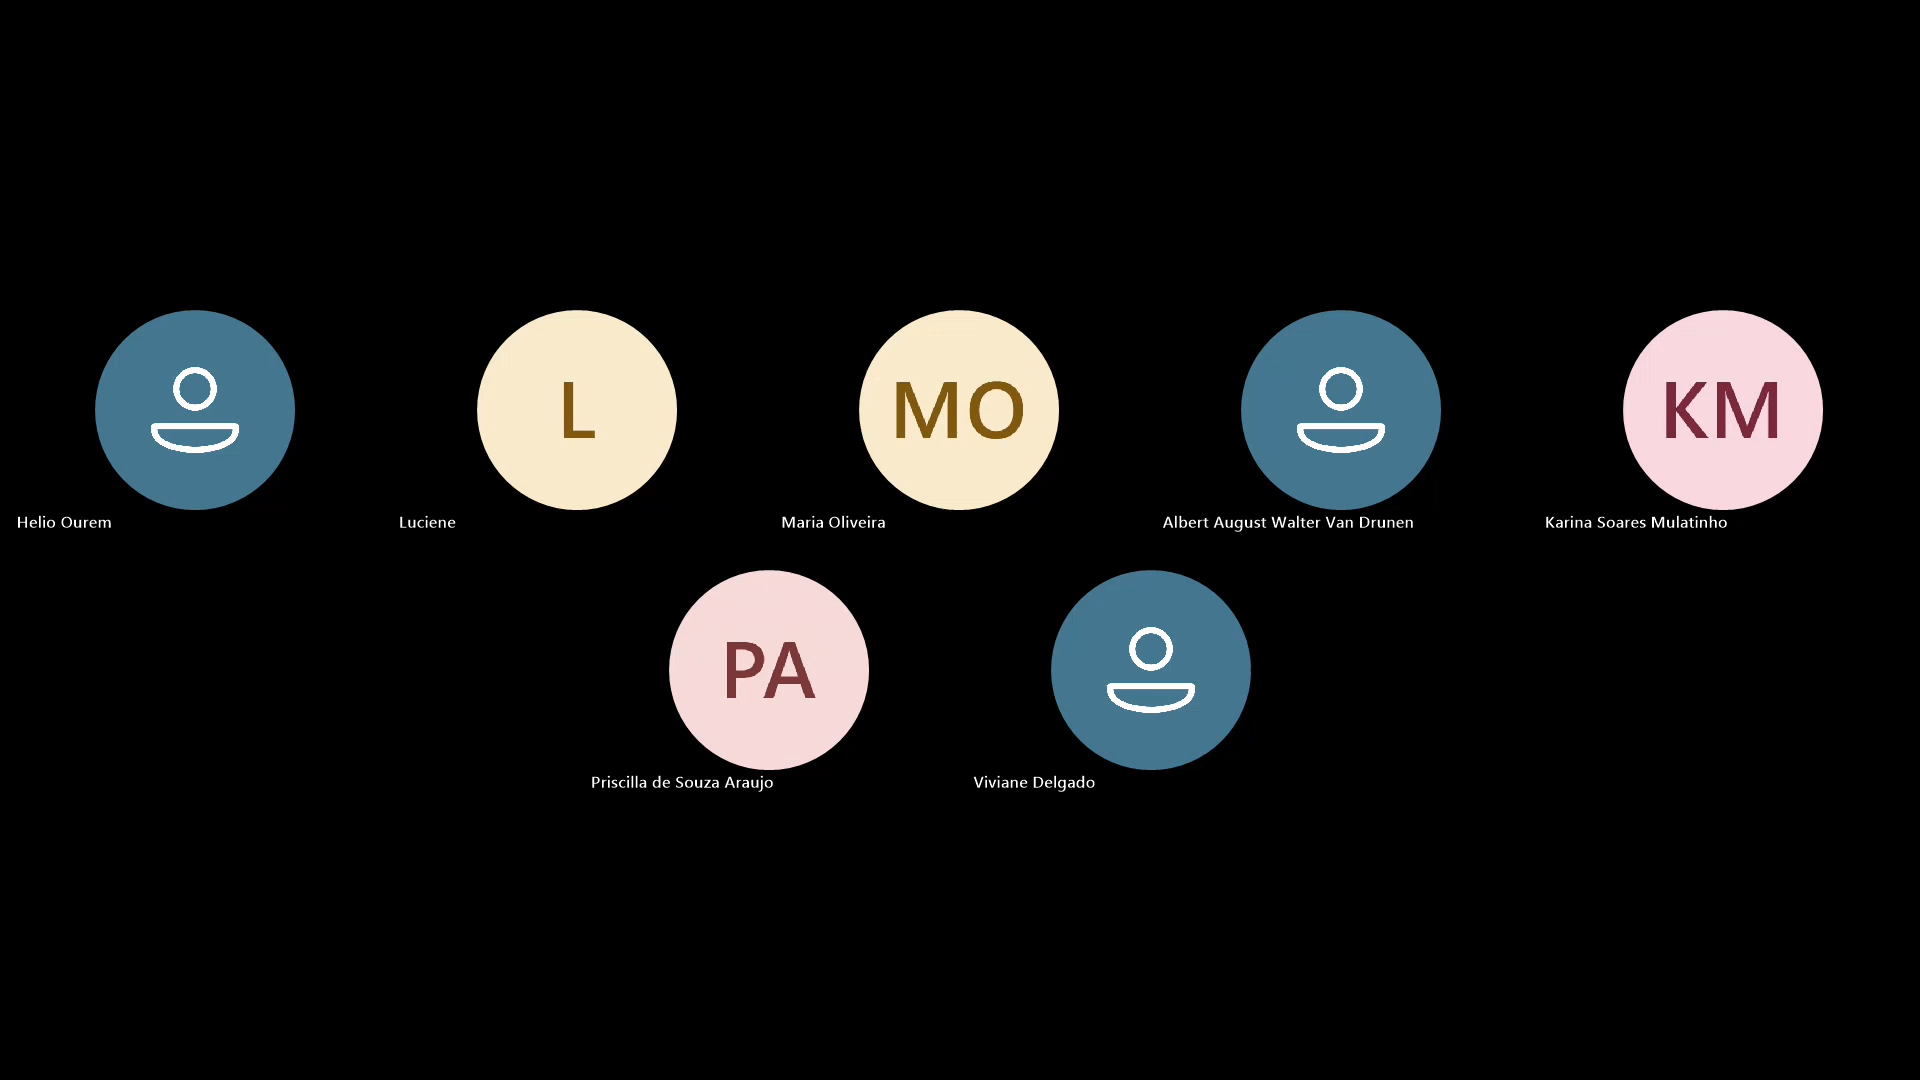 L
MO
KM
Helio Ourem
Luciene
Maria Oliveira
Albert August Walter Van Drunen
Karina Soares Mulatinho
PA
Priscilla de Souza Araujo
Viviane Delgado